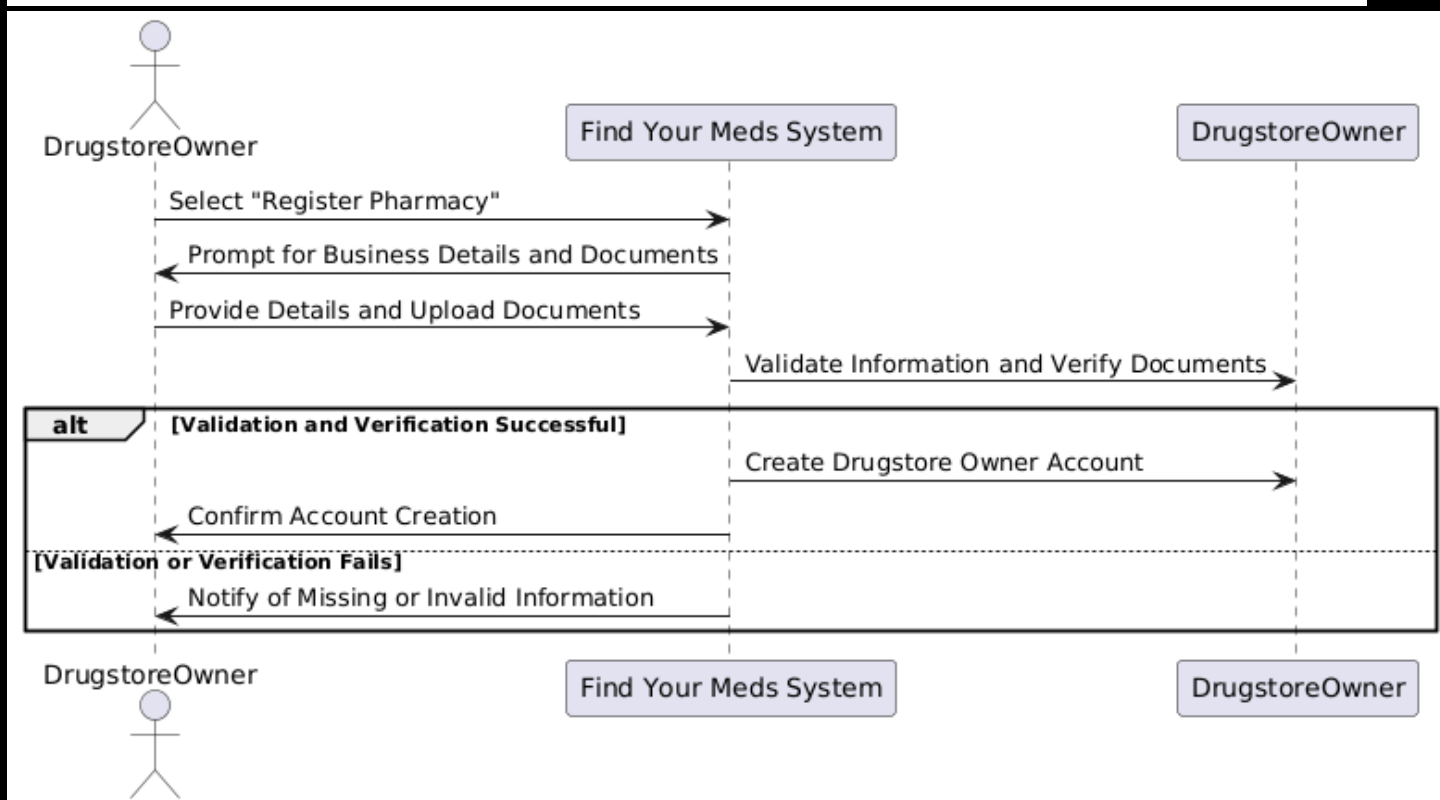 DrugstoreOwner
Find Your Meds System
DrugstoreOwner
Select "Register Pharmacy"
Prompt for Business Details and Documents
Provide Details and Upload Documents
Validate Information and Verify Documents
alt
[Validation and Verification Successful]
Create Drugstore Owner Account
Confirm Account Creation
[Validation or Verification Fails]
Notify of Missing or Invalid Information
DrugstoreOwner
Find Your Meds System
DrugstoreOwner